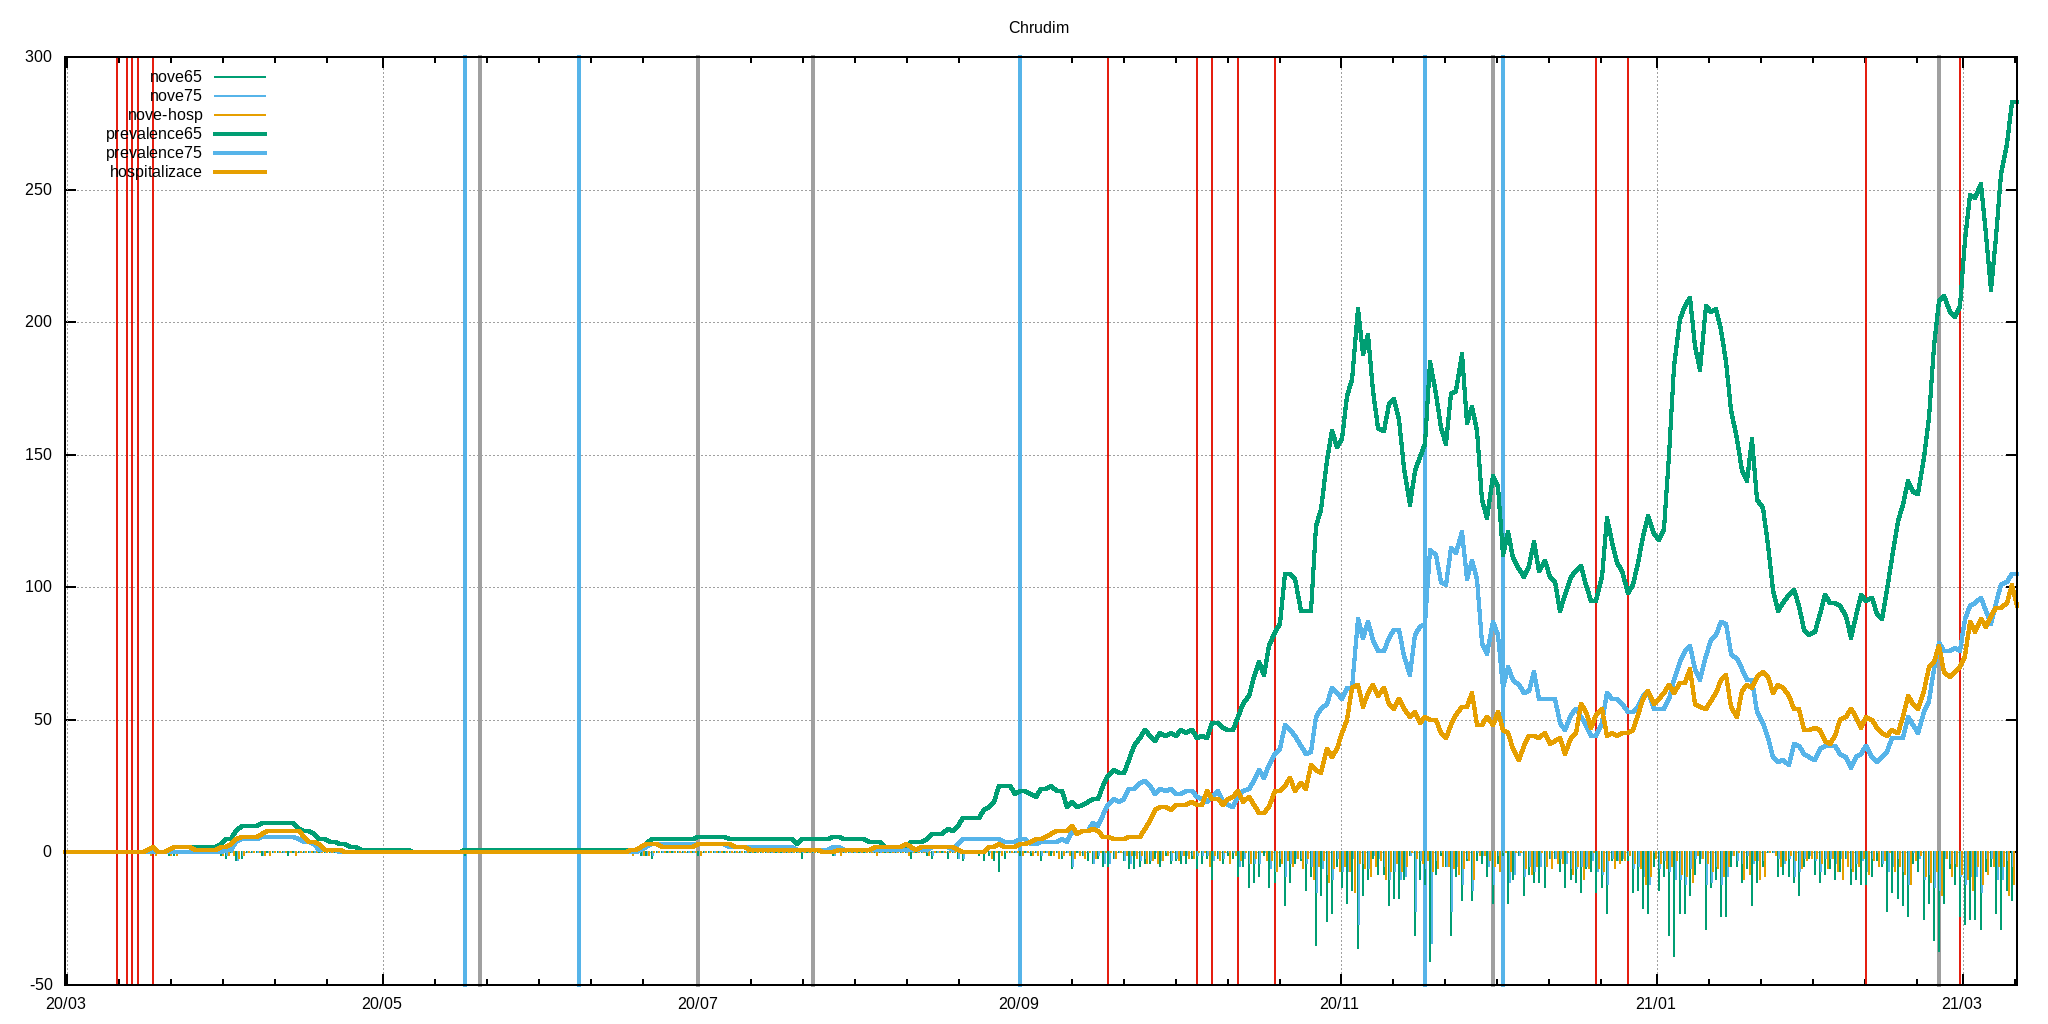 Chrudim
300
250
200
150
100
50
0
-50
nove65
nove75
nove-hosp
prevalence65
prevalence75
hospitalizace
20/03 20/05 20/07 20/09 20/11 21/01 21/03